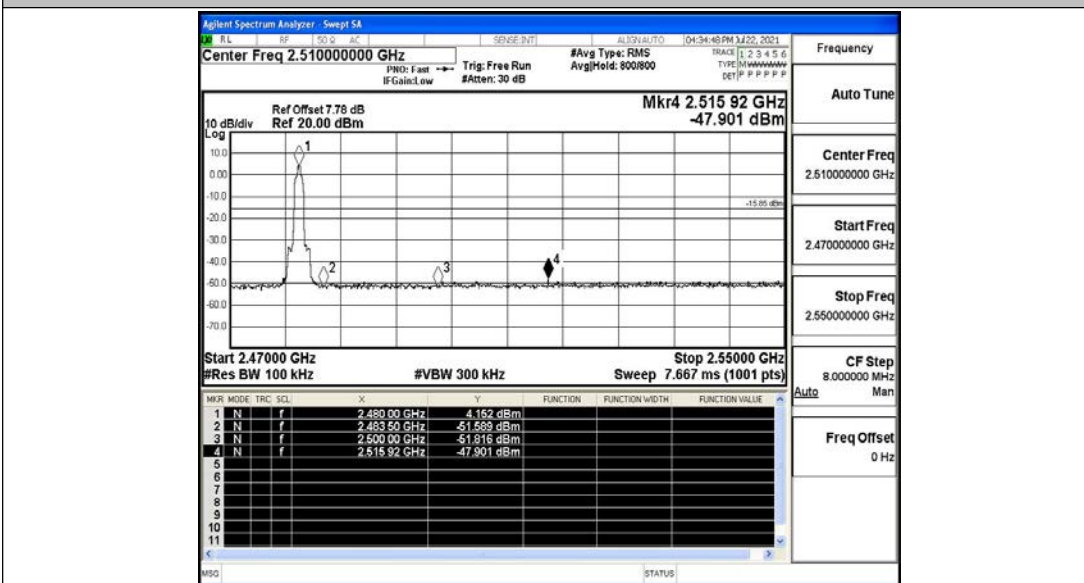 Agilent Spectrum Analyzer - Swept SA
RL RF 50 Ω AC SENSE:INT ALIGN AUTO 04:34:48 PM Jul 22, 2021
Center Freq 2.510000000 GHz
PNO: Fast
IFGain:Low
Trig: Free Run
#Atten: 30 dB
#Avg Type: RMS
Avg|Hold: 800/800
TRACE 1 2 3 4 5 6
TYPE M
DET P P P P P P
Frequency
Auto Tune
Center Freq
2.510000000 GHz
Start Freq
2.470000000 GHz
Stop Freq
2.550000000 GHz
CF Step
8.000000 MHz
Auto Man
Freq Offset
0 Hz
Ref Offset 7.78 dB
10 dB/div Ref 20.00 dBm
Log
Mkr4 2.515 92 GHz
-47.901 dBm
10.0
0.00
-10.0
-20.0
-30.0
-40.0
-50.0
-60.0
-70.0
-15.85 dBm
1
2
3
4
Start 2.47000 GHz Stop 2.55000 GHz
#Res BW 100 kHz #VBW 300 kHz Sweep 7.667 ms (1001 pts)
MKR MODE TRC SCL X Y FUNCTION FUNCTION WIDTH FUNCTION VALUE
1 N f 2.480 00 GHz 4.152 dBm
2 N f 2.483 50 GHz -51.589 dBm
3 N f 2.500 00 GHz -51.816 dBm
4 N f 2.515 92 GHz -47.901 dBm
5
6
7
8
9
10
11
MSG STATUS